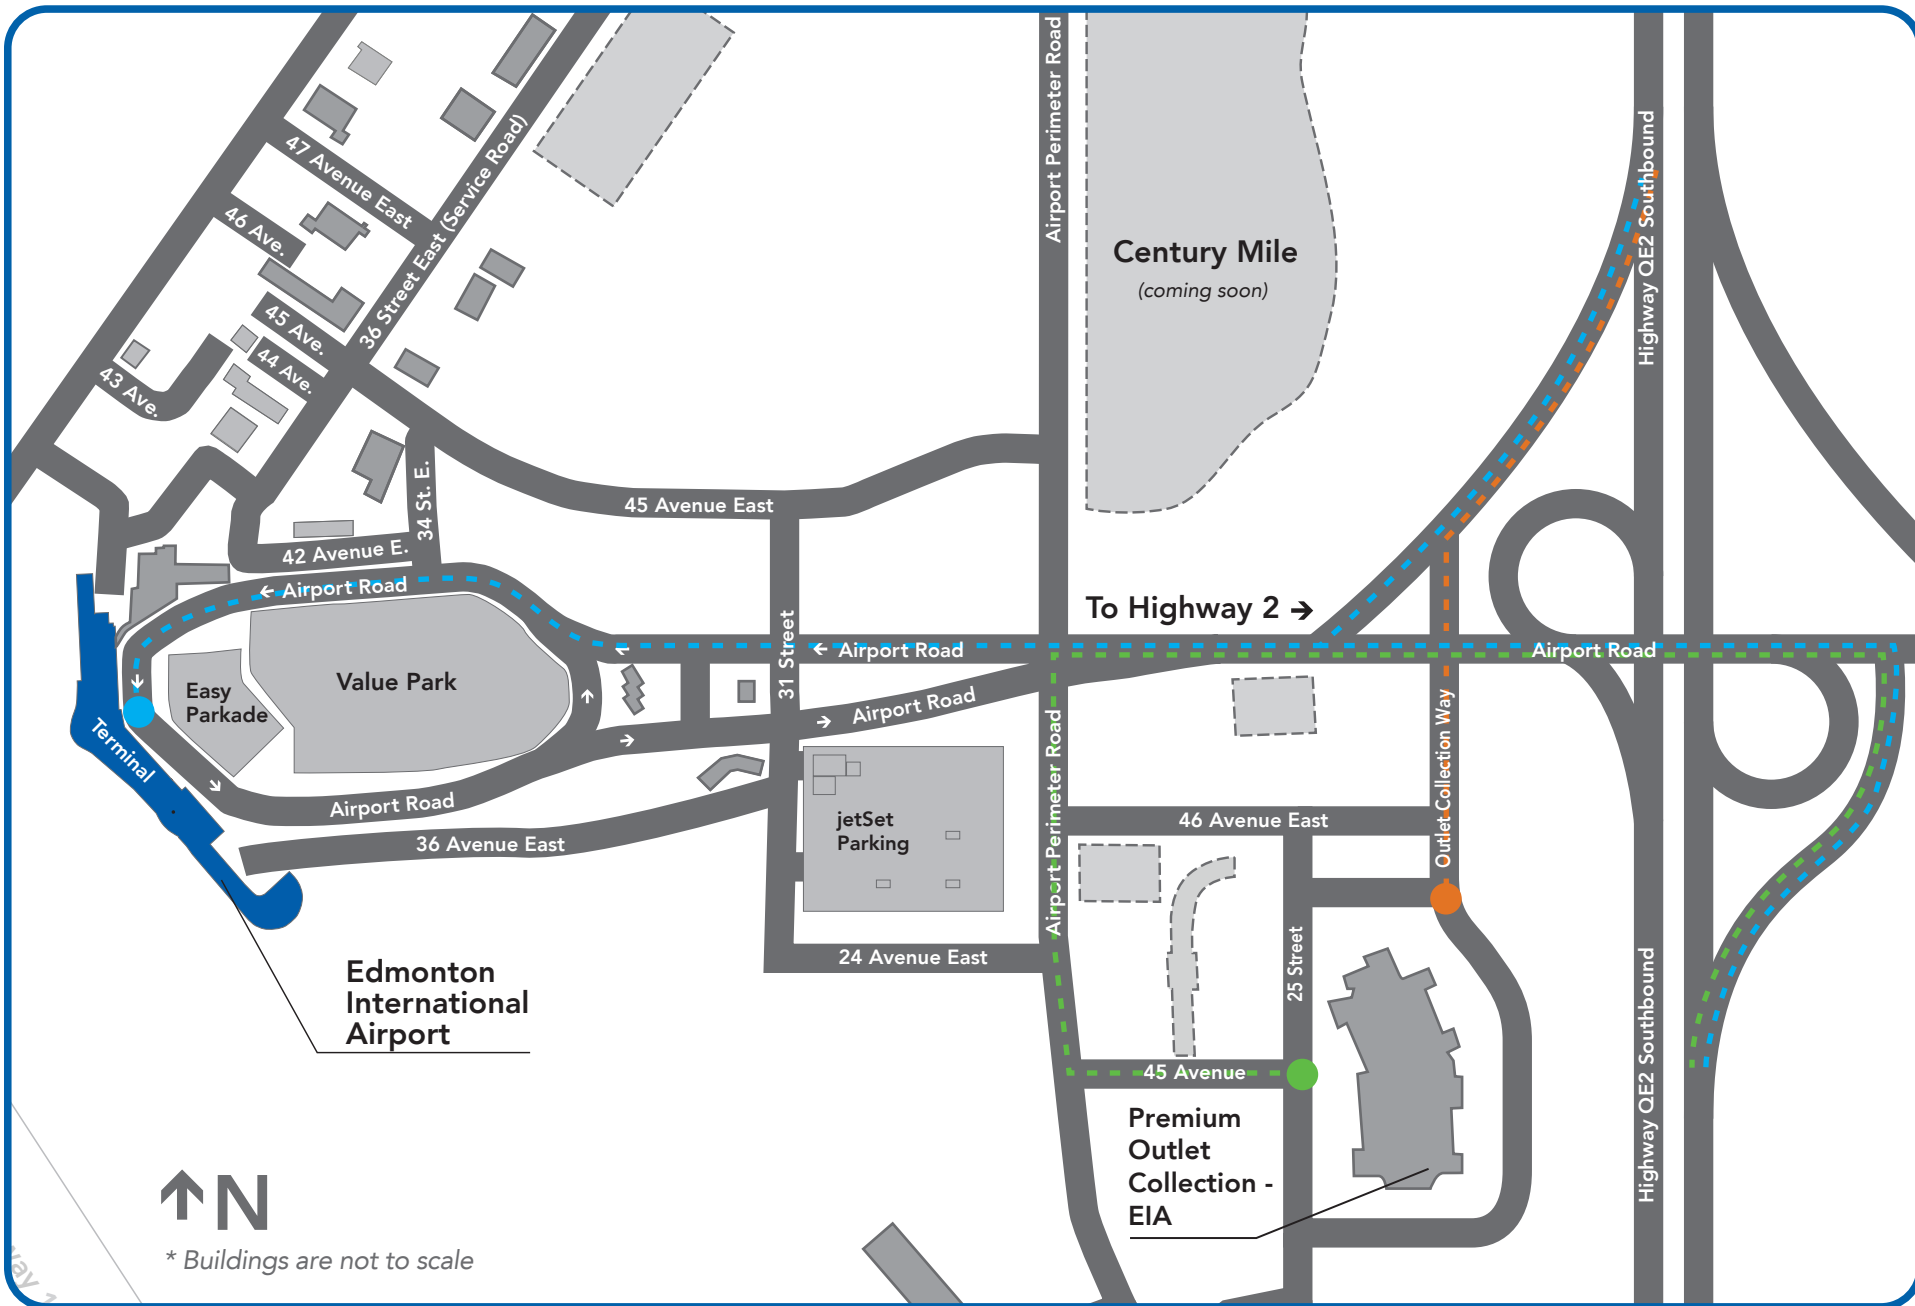 Airport Perimeter Road
Highway QE2 Southbound
47 Avenue East
36 Street East (Service Road)
46 Ave.
Century Mile
(coming soon)
45 Ave.
44 Ave.
43 Ave.
34 St. E.
45 Avenue East
42 Avenue E.
← Airport Road
To Highway 2 →
31 Street
← Airport Road
Airport Road
Easy
Parkade
Value Park
Airport Road
Terminal
Airport Road
Airport Perimeter Road
Outlet Collection Way
36 Avenue East
jetSet
Parking
46 Avenue East
24 Avenue East
25 Street
Highway QE2 Southbound
Edmonton
International
Airport
45 Avenue
Premium
Outlet
Collection -
EIA
N
* Buildings are not to scale